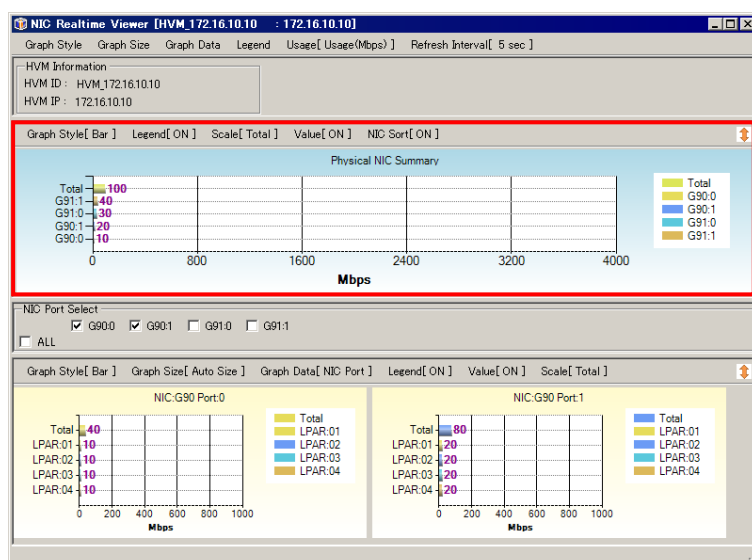 NIC Realtime Viewer [HVM_172.16.10.10 : 172.16.10.10]
Graph Style Graph Size Graph Data Legend Usage[ Usage(Mbps) ] Refresh Interval[ 5 sec ]
HVM Information
HVM ID : HVM_172.16.10.10
HVM IP : 172.16.10.10
Graph Style[ Bar ] Legend[ ON ] Scale[ Total ] Value[ ON ] NIC Sort[ ON ]
Physical NIC Summary
Total 100
G91:1 40
G91:0 30
G90:1 20
G90:0 10
0 800 1600 2400 3200 4000
Mbps
Total
G90:0
G90:1
G91:0
G91:1
NIC Port Select
G90:0 G90:1 G91:0 G91:1
ALL
Graph Style[ Bar ] Graph Size[ Auto Size ] Graph Data[ NIC Port ] Legend[ ON ] Value[ ON ] Scale[ Total ]
NIC:G90 Port:0
Total 40
LPAR:01 10
LPAR:02 10
LPAR:03 10
LPAR:04 10
0 200 400 600 800 1000
Mbps
Total
LPAR:01
LPAR:02
LPAR:03
LPAR:04
NIC:G90 Port:1
Total 80
LPAR:01 20
LPAR:02 20
LPAR:03 20
LPAR:04 20
0 200 400 600 800 1000
Mbps
Total
LPAR:01
LPAR:02
LPAR:03
LPAR:04